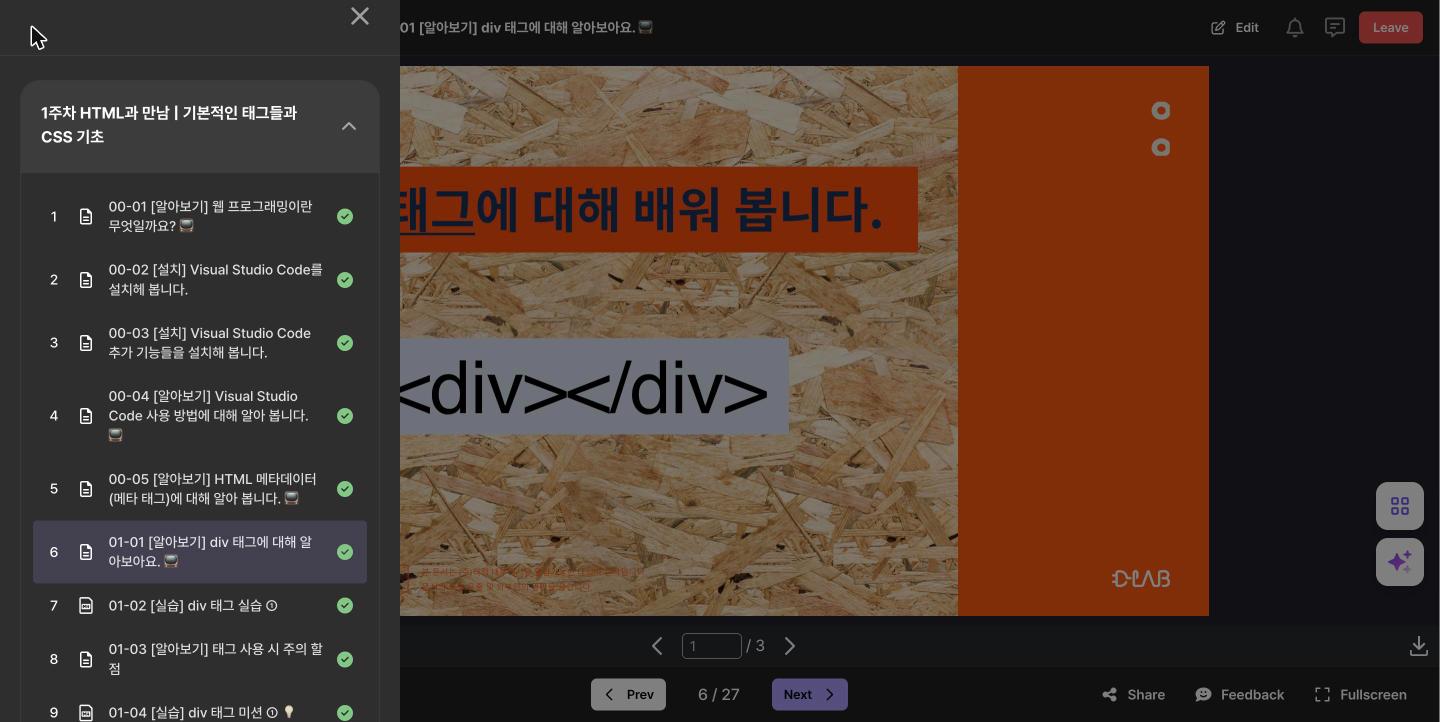 01 [알아보기] div 태그에 대해 알아보아요.
Edit
Leave
1주차 HTML과 만남 | 기본적인 태그들과
CSS 기초
1
00-01 [알아보기] 웹 프로그래밍이란
무엇일까요?
2
00-02 [설치] Visual Studio Code를
설치헤 봅니다.
3
00-03 [설치] Visual Studio Code
추가 기능들을 설치해 봅니다.
4
00-04 [알아보기] Visual Studio
Code 사용 방법에 대해 알아 봅니다.
5
00-05 [알아보기] HTML 메타데이터
(메타 태그)에 대해 알아 봅니다.
6
01-01 [알아보기] div 태그에 대해 알
아보아요.
7
01-02 [실습] div 태그 실습 ①
8
01-03 [알아보기] 태그 사용 시 주의 할
점
9
01-04 [실습] div 태그 미션 ①
태그에 대해 배워 봅니다.
<div></div>
D-LAB
1 / 3
Prev
6 / 27
Next
Share
Feedback
Fullscreen